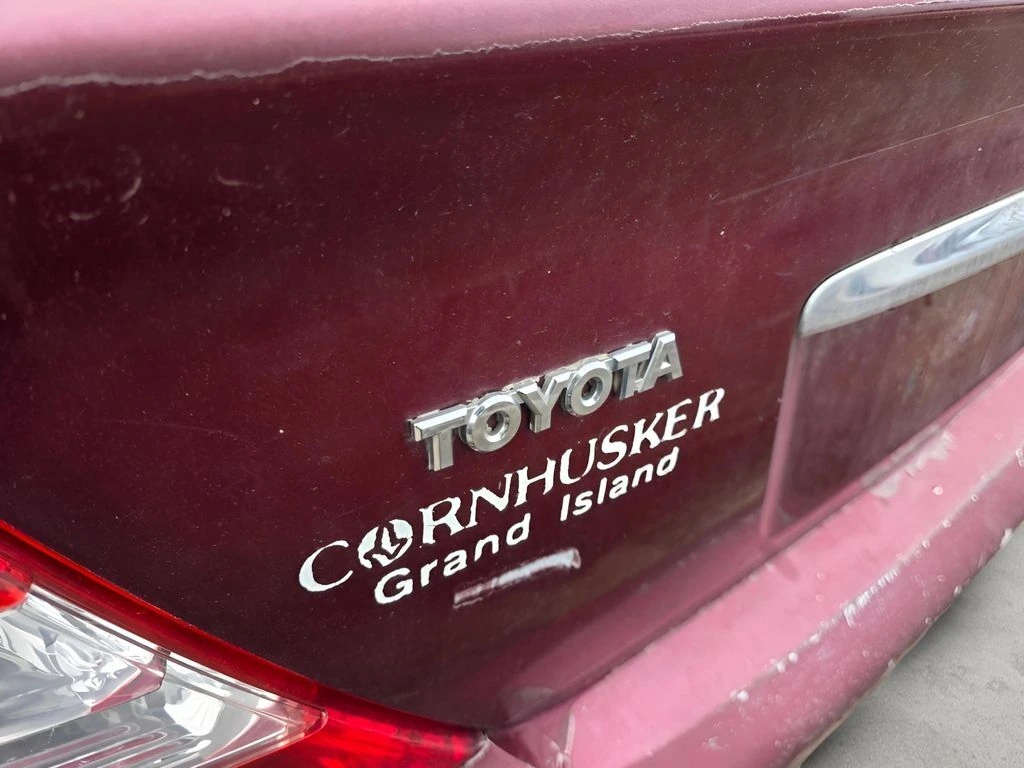 TOYOTA
CORNHUSKER
Grand Island